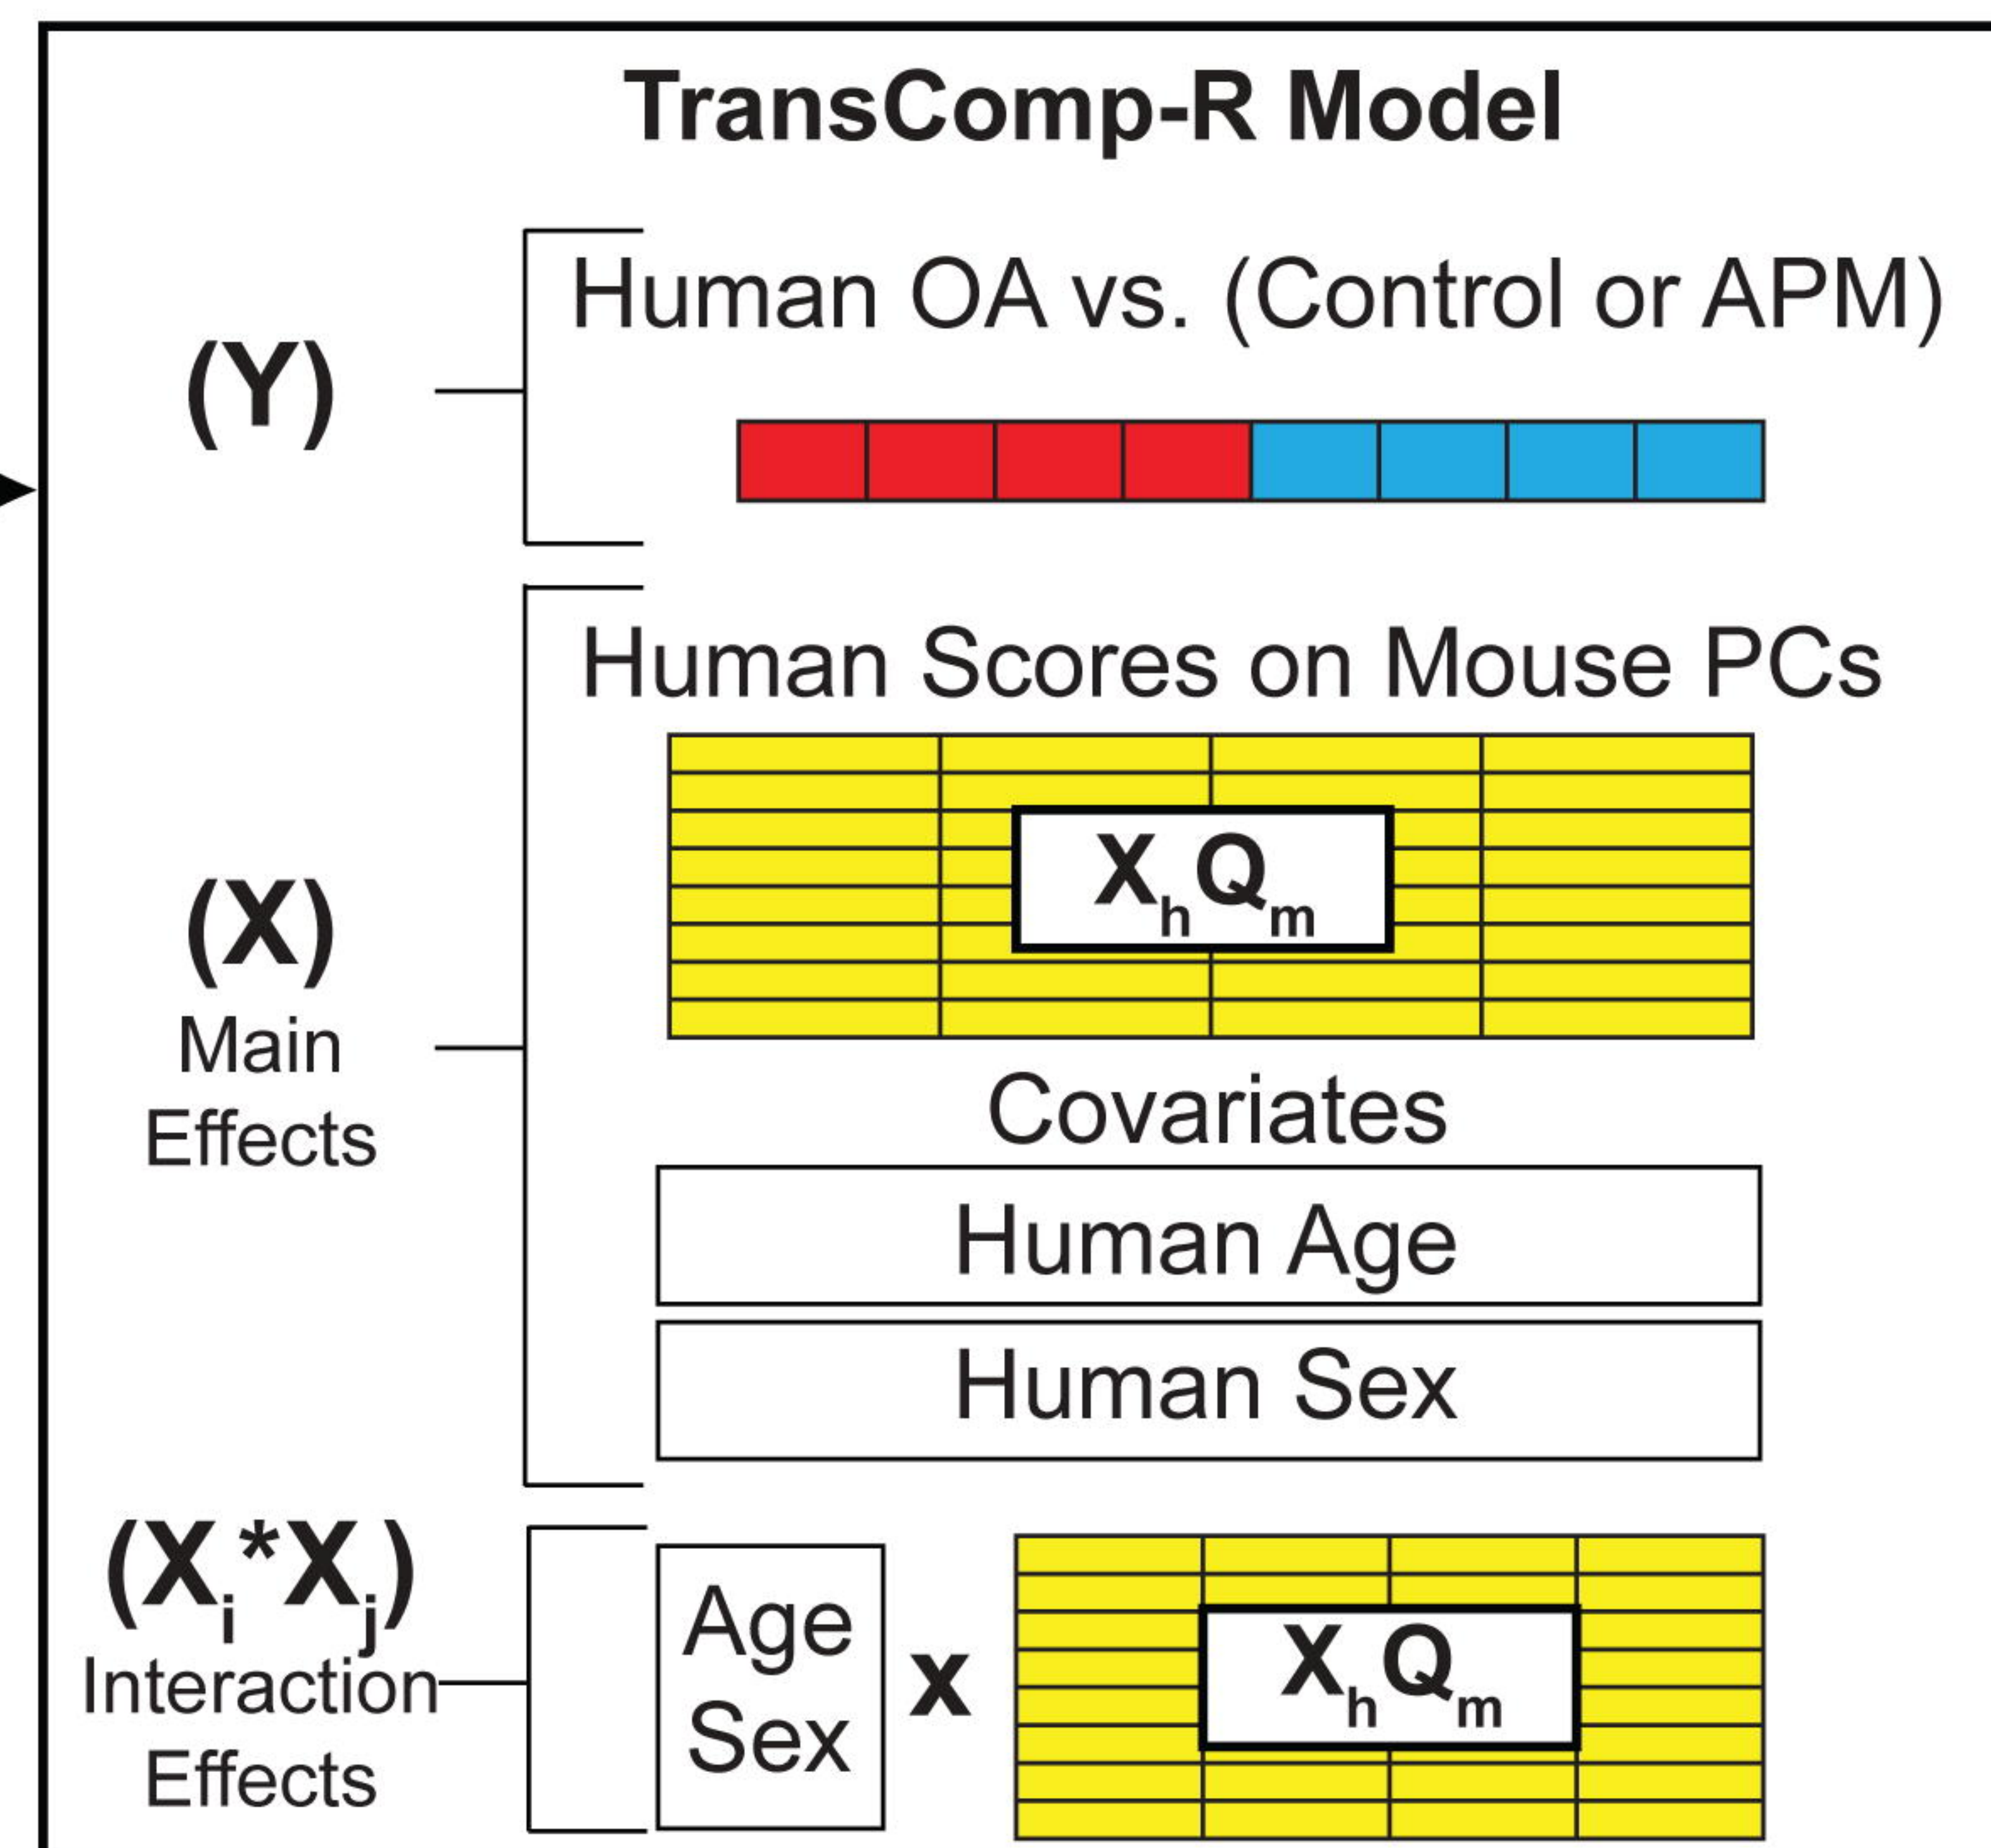 TransComp-R Model
(Y)
Human OA vs. (Control or APM)
(X)
Main
Effects
Human Scores on Mouse PCs
XhQm
Covariates
Human Age
Human Sex
(Xi*Xj)
Interaction
Effects
Age
Sex
x
XhQm